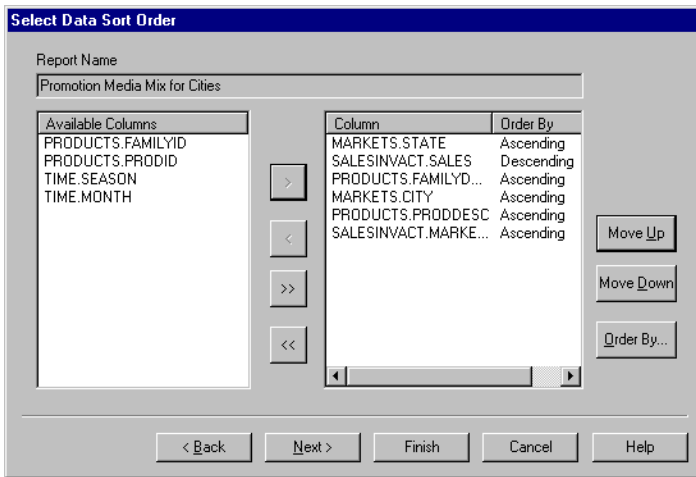 Select Data Sort Order
Report Name
Promotion Media Mix for Cities
Available Columns
PRODUCTS.FAMILYID
PRODUCTS.PRODID
TIME.SEASON
TIME.MONTH
>
<
>>
<<
Column Order By
MARKETS.STATE Ascending
SALESINVACT.SALES Descending
PRODUCTS.FAMILYD... Ascending
MARKETS.CITY Ascending
PRODUCTS.PRODDESC Ascending
SALESINVACT.MARKE... Ascending
Move Up
Move Down
Order By...
< Back Next > Finish Cancel Help